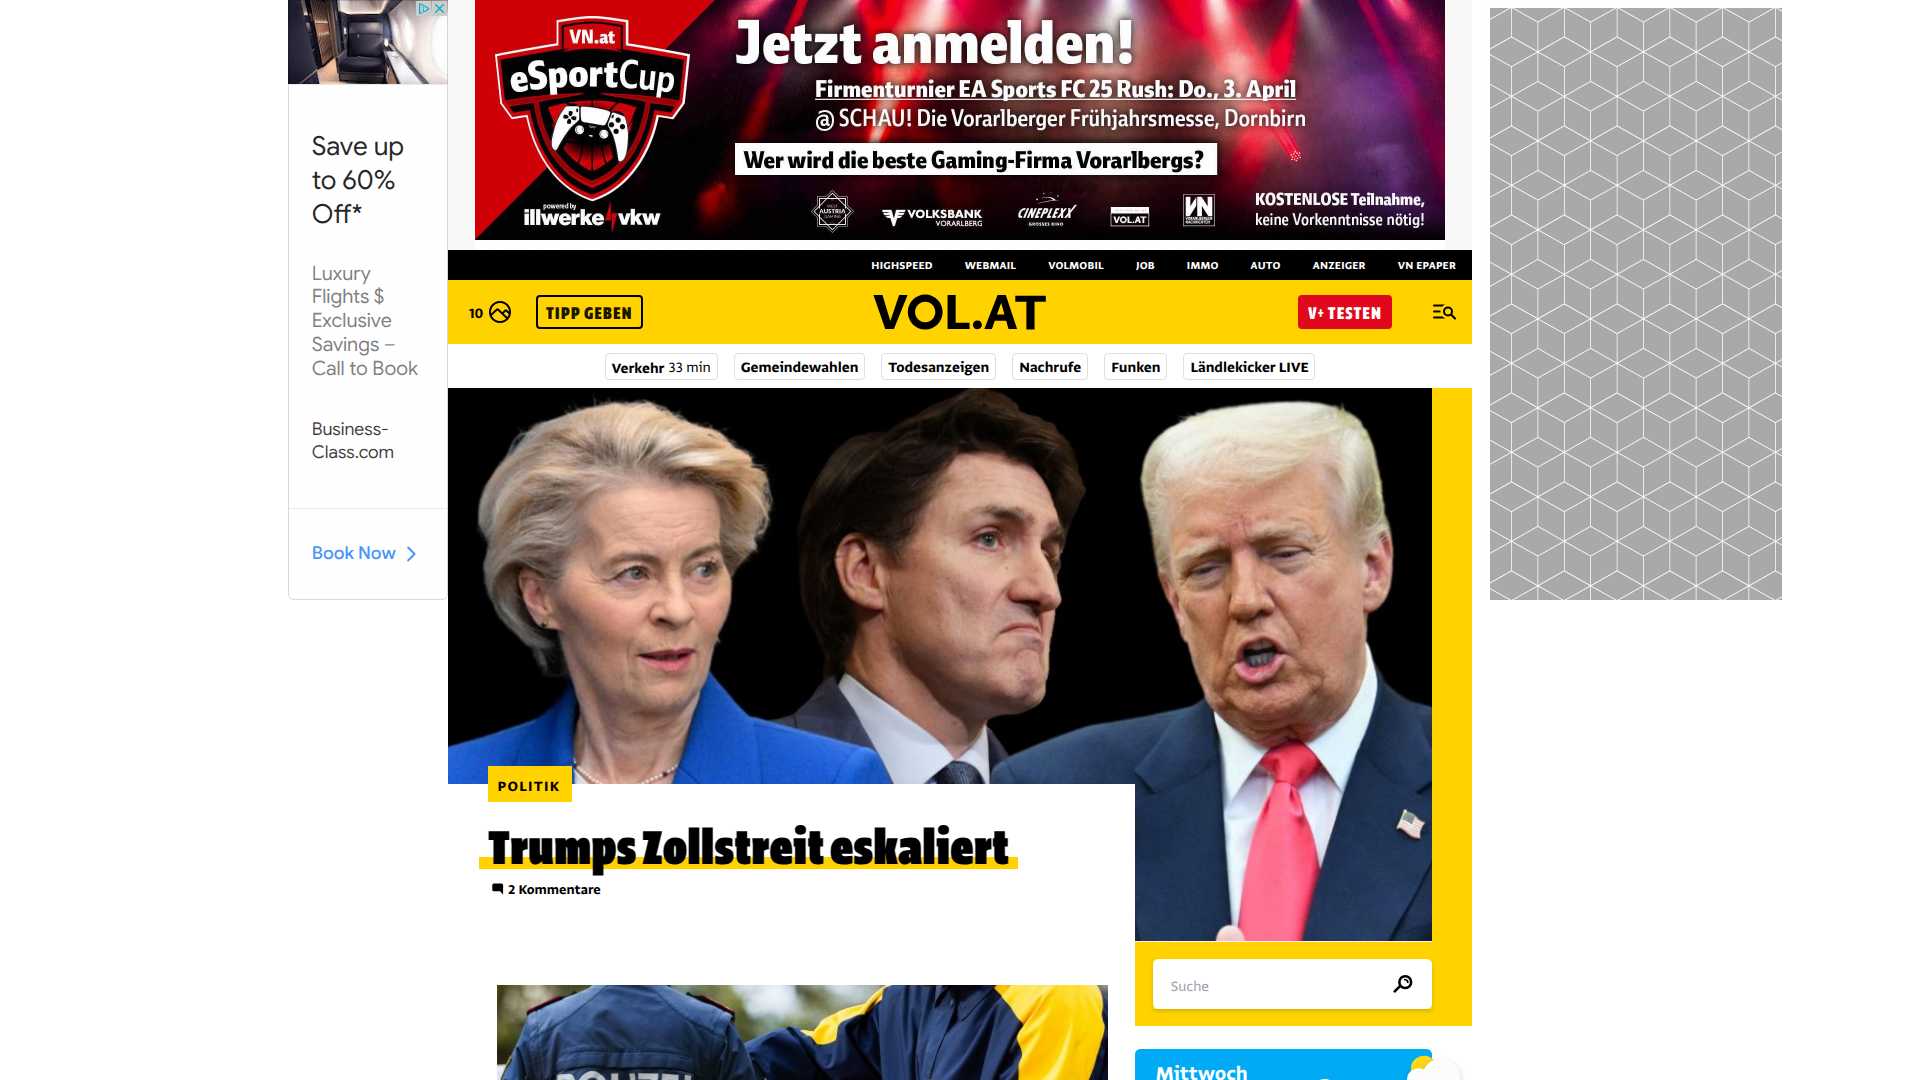 VN.at
eSportCup
powered by
illwerke vkw
Jetzt anmelden!
Firmenturnier EA Sports FC 25 Rush: Do., 3. April
@ SCHAU! Die Vorarlberger Frühjahrsmesse, Dornbirn
Wer wird die beste Gaming-Firma Vorarlbergs?
AUSTRIA
VOLKSBANK
VORARLBERG
CINEPLEXX
VOL.AT
VN
KOSTENLOSE Teilnahme,
keine Vorkenntnisse nötig!
Save up
to 60%
Off*
Luxury
Flights $
Exclusive
Savings –
Call to Book
Business-
Class.com
Book Now
HIGHSPEED WEBMAIL VOLMOBIL JOB IMMO AUTO ANZEIGER VN EPAPER
10 TIPP GEBEN VOL.AT V+ TESTEN
Verkehr 33 min Gemeindewahlen Todesanzeigen Nachrufe Funken Ländlekicker LIVE
POLITIK
Trumps Zollstreit eskaliert
2 Kommentare
Suche
POLIZEI
Mittwoch